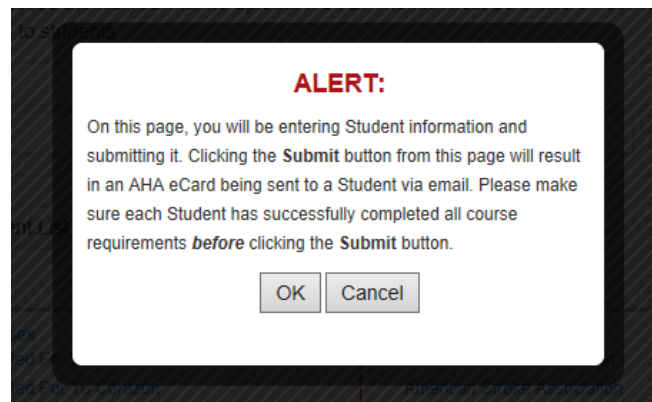 to students
ALERT:
On this page, you will be entering Student information and
submitting it. Clicking the Submit button from this page will result
in an AHA eCard being sent to a Student via email. Please make
sure each Student has successfully completed all course
requirements before clicking the Submit button.
OK Cancel